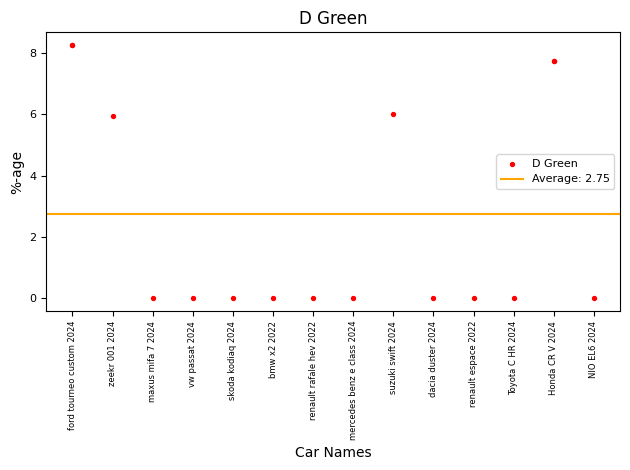 D Green
%-age
8
6
4
2
0
D Green
Average: 2.75
ford tourneo custom 2024
zeekr 001 2024
maxus mifa 7 2024
vw passat 2024
skoda kodiaq 2024
bmw x2 2022
renault rafale hev 2022
mercedes benz e class 2024
suzuki swift 2024
dacia duster 2024
renault espace 2022
Toyota C HR 2024
Honda CR V 2024
NIO EL6 2024
Car Names